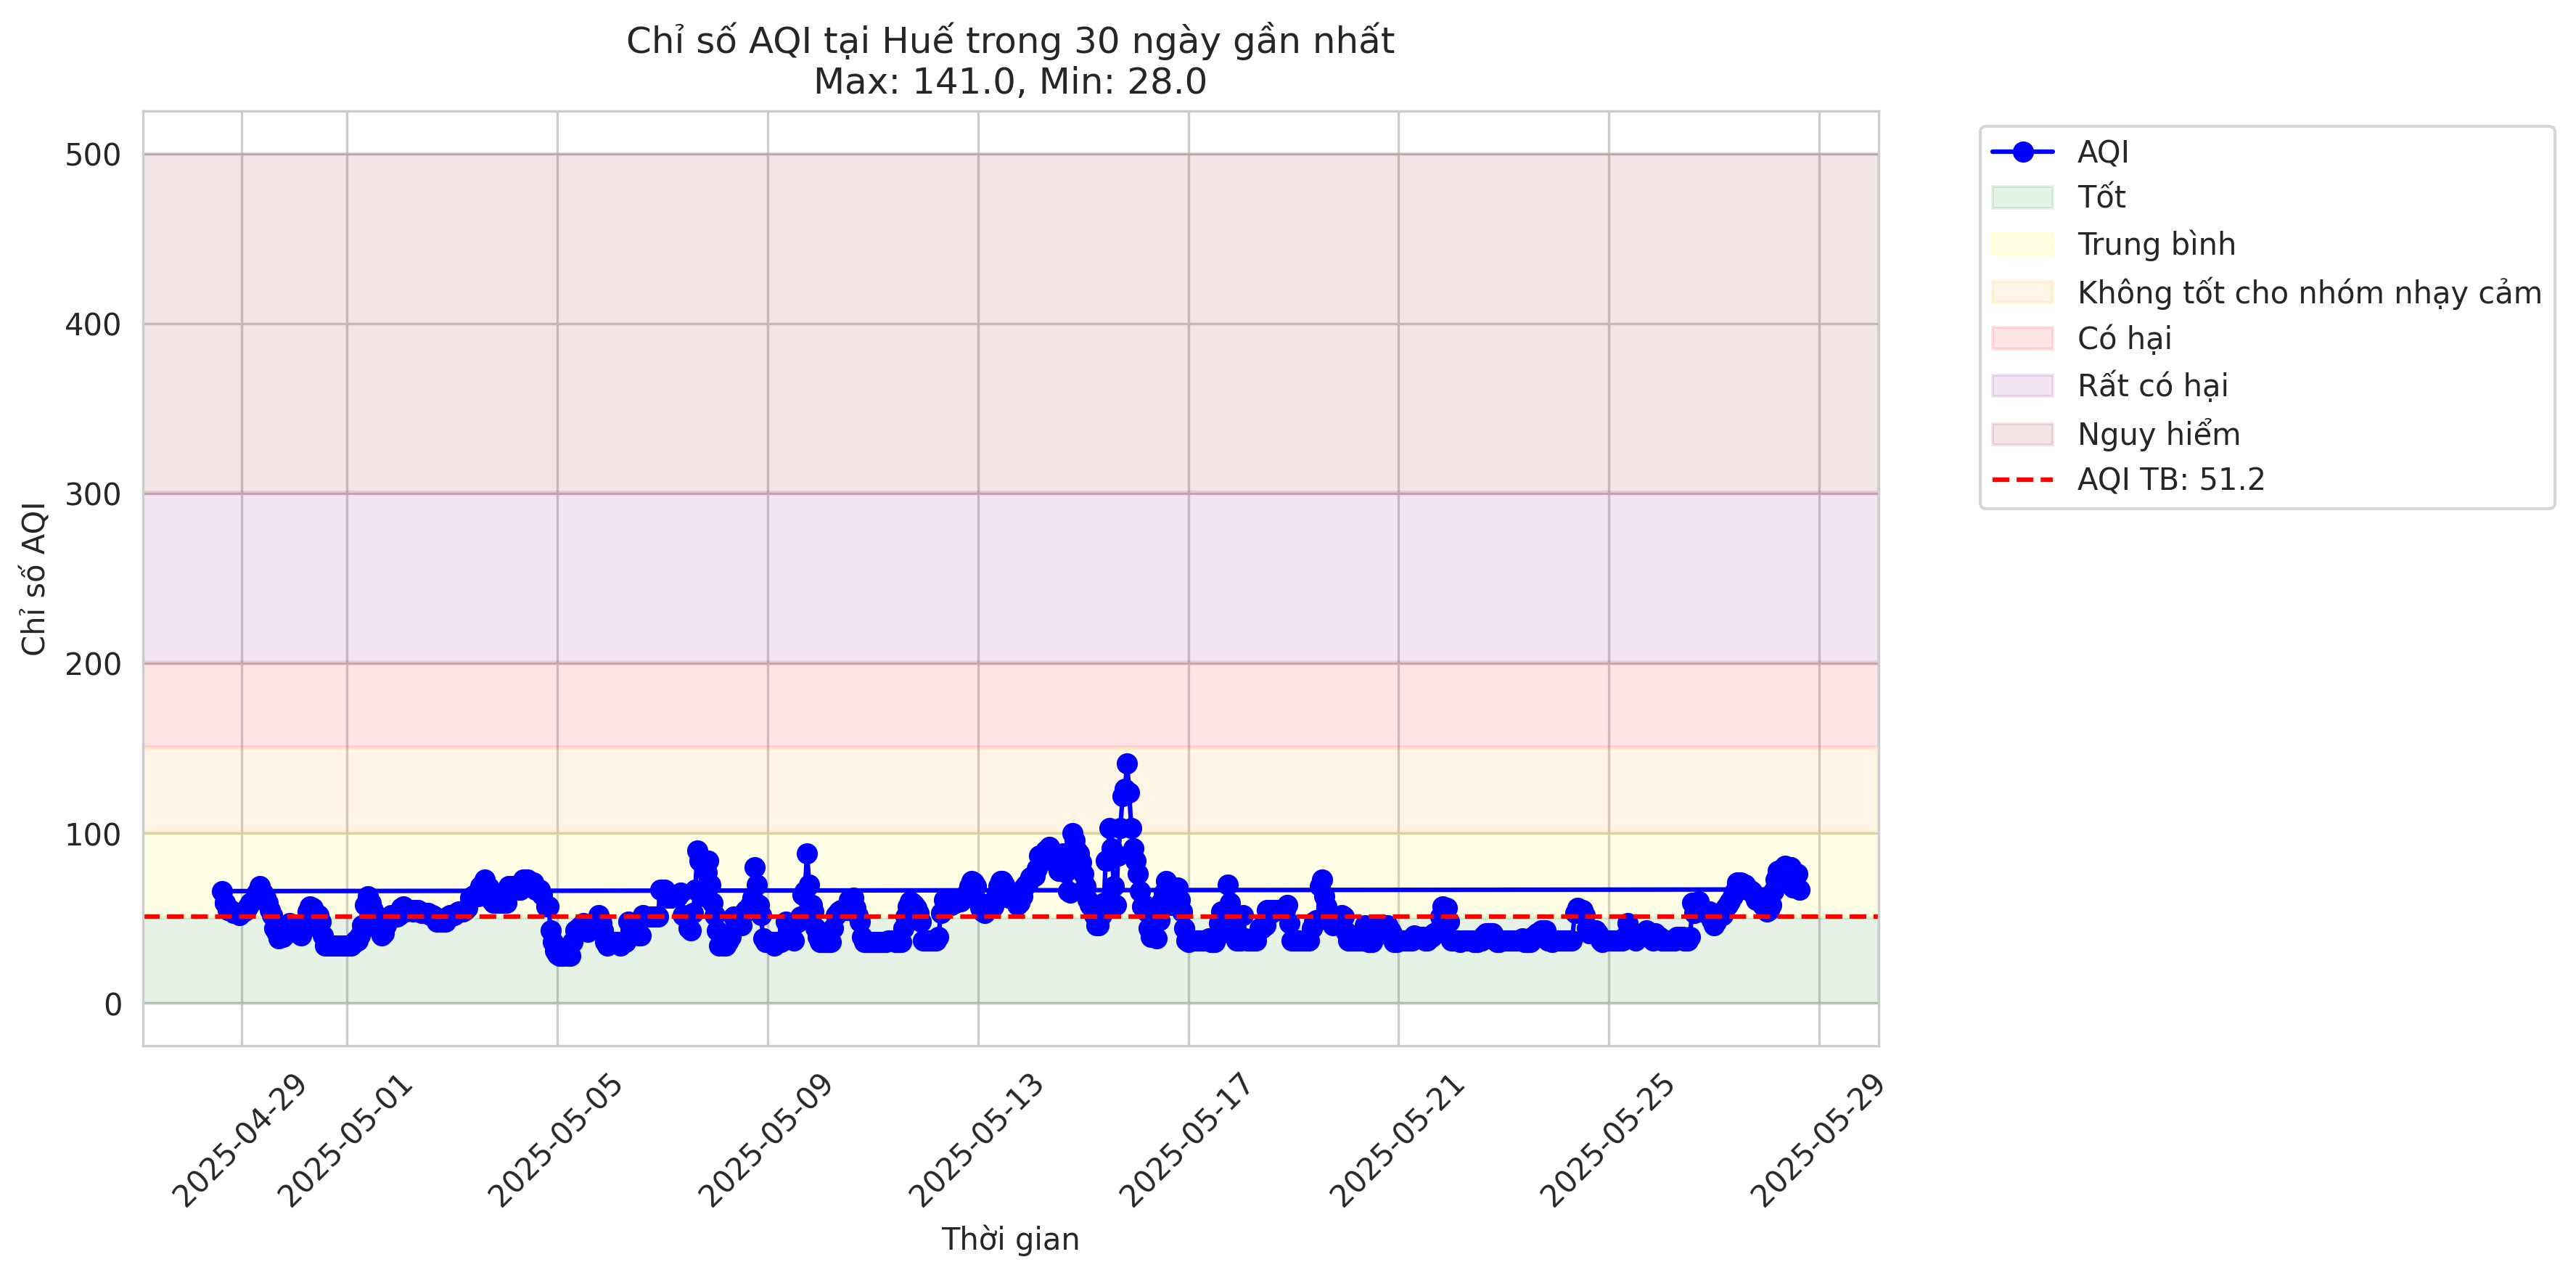 Chỉ số AQI tại Huế trong 30 ngày gần nhất
Max: 141.0, Min: 28.0
Chỉ số AQI
500
400
300
200
100
0
2025-04-29
2025-05-01
2025-05-05
2025-05-09
2025-05-13
2025-05-17
2025-05-21
2025-05-25
2025-05-29
Thời gian
AQI
Tốt
Trung bình
Không tốt cho nhóm nhạy cảm
Có hại
Rất có hại
Nguy hiểm
AQI TB: 51.2